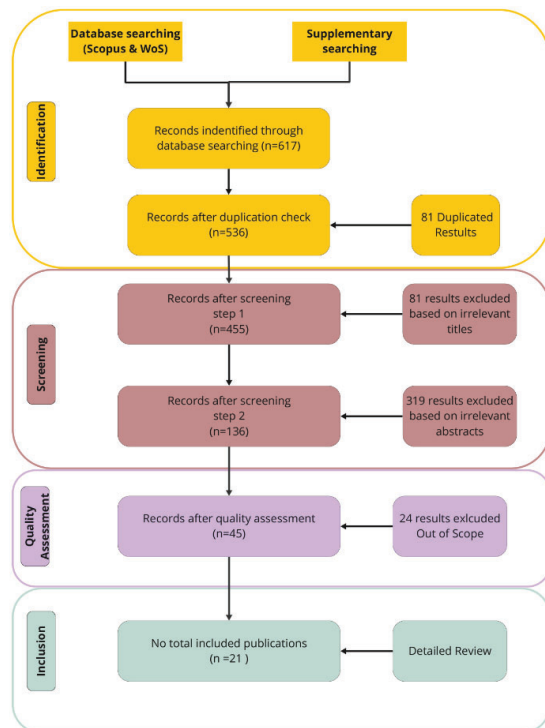 Database searching
(Scopus & WoS)
Supplementary
searching
Identification
Records indentified through
database searching (n=617)
Records after duplication check
(n=536)
81 Duplicated
Restults
Screening
Records after screening
step 1
(n=455)
81 results excluded
based on irrelevant
titles
Records after screening
step 2
(n=136)
319 results excluded
based on irrelevant
abstracts
Quality
Assessment
Records after quality assessment
(n=45)
24 results exlcuded
Out of Scope
Inclusion
No total included publications
(n =21 )
Detailed Review